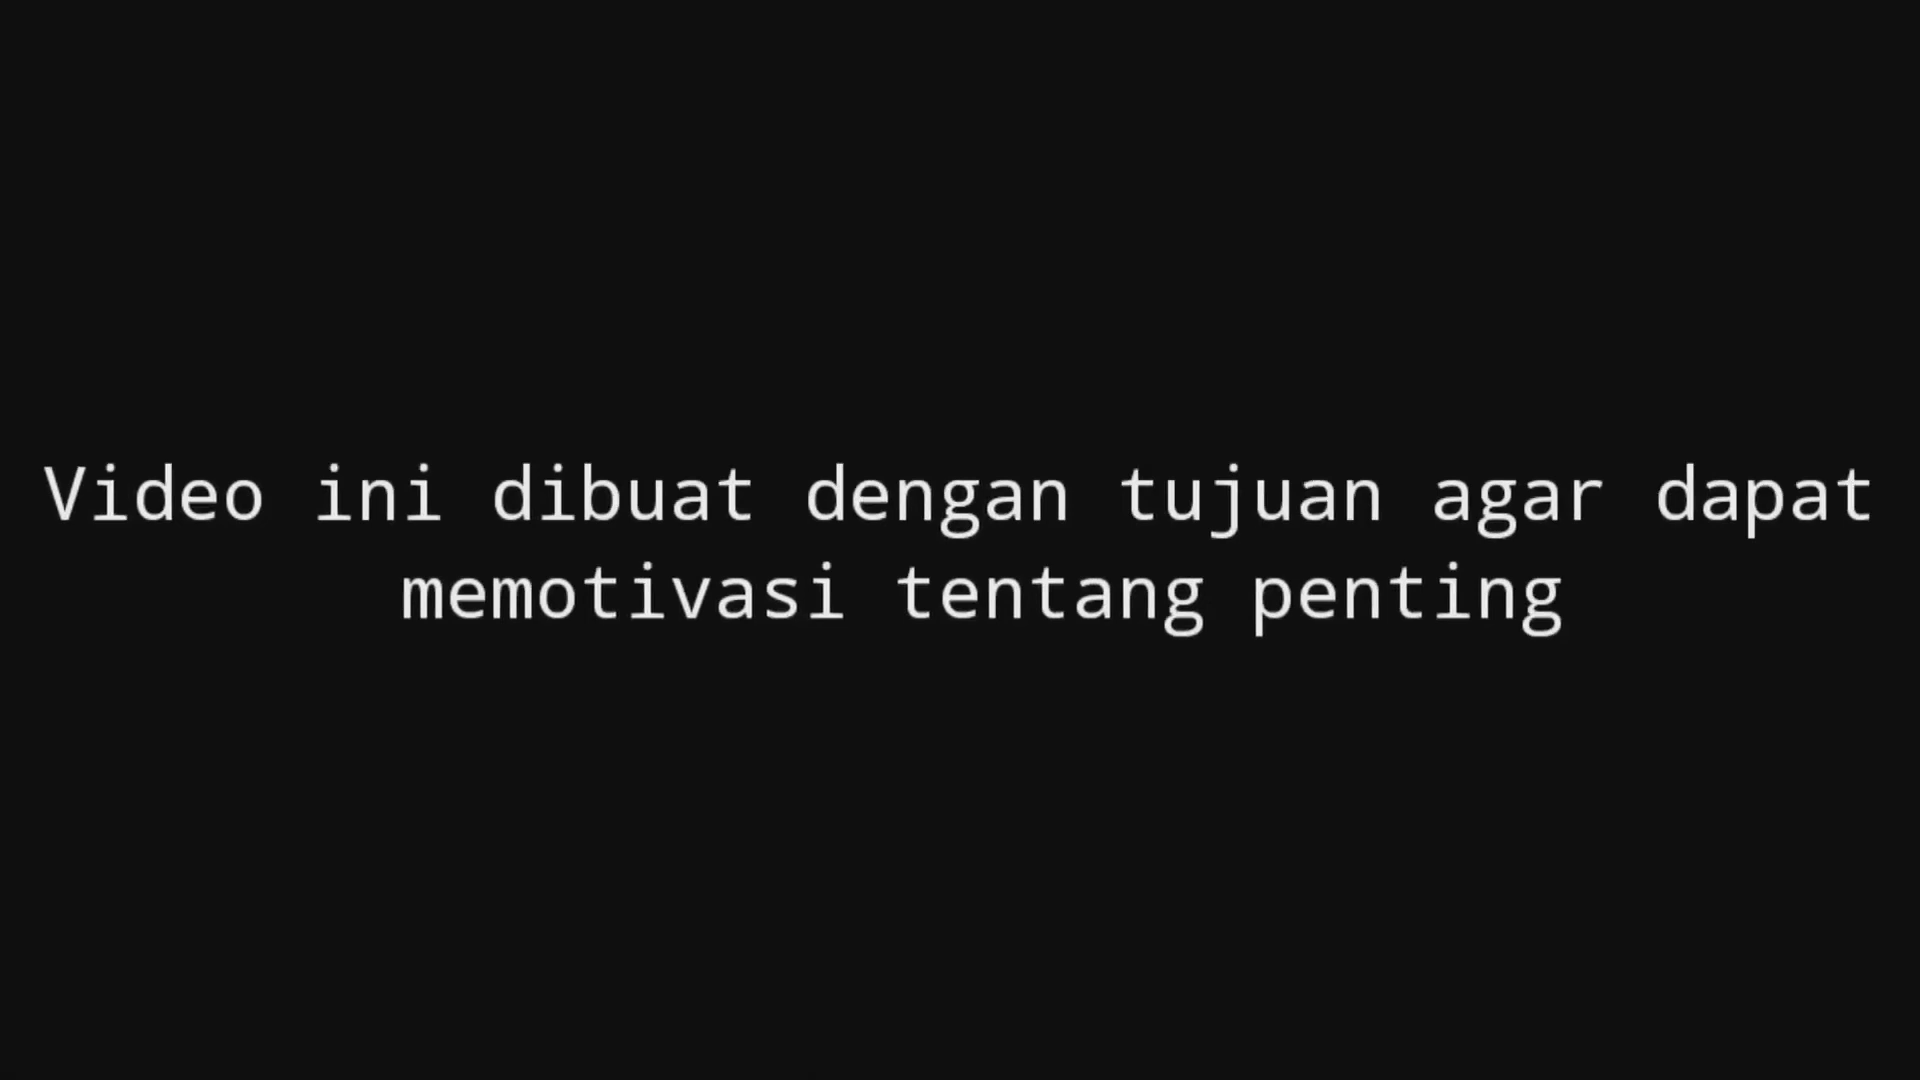 Video ini dibuat dengan tujuan agar dapat
memotivasi tentang penting